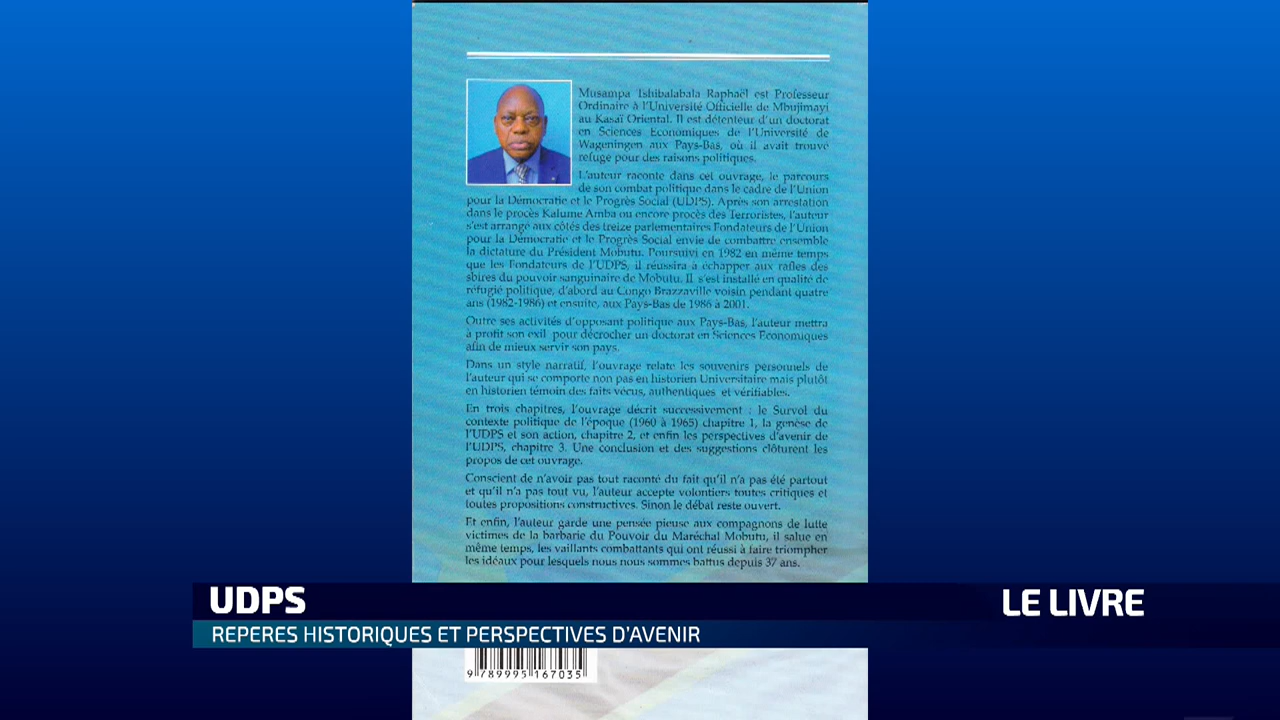 Musampa Tshibalabala Raphaël est Professeur
Ordinaire à l'Université Officielle de Mbujimayi
au Kasaï Oriental. Il est détenteur d'un doctorat
en Sciences Economiques de l'Université de
Wageningen aux Pays-Bas, où il avait trouvé
refuge pour des raisons politiques.
L'auteur raconte dans cet ouvrage, le parcours
de son combat politique dans le cadre de l'Union
pour la Démocratie et le Progrès Social (UDPS). Après son arrestation
dans le procès Kalume Amba ou encore procès des Terroristes, l'auteur
s'est arrangé aux côtés des treize parlementaires Fondateurs de l'Union
pour la Démocratie et le Progrès Social envie de combattre ensemble
la dictature du Président Mobutu. Poursuivi en 1982 en même temps
que les Fondateurs de l'UDPS, il réussira à échapper aux rafles des
sbires du pouvoir sanguinaire de Mobutu. Il s'est installé en qualité de
réfugié politique, d'abord au Congo Brazzaville voisin pendant quatre
ans (1982-1986) et ensuite, aux Pays-Bas de 1986 à 2001.
Outre ses activités d'opposant politique aux Pays-Bas, l'auteur mettra
à profit son exil pour décrocher un doctorat en Sciences Economiques
afin de mieux servir son pays.
Dans un style narratif, l'ouvrage relate les souvenirs personnels de
l'auteur qui se comporte non pas en historien Universitaire mais plutôt
en historien témoin des faits vécus, authentiques et vérifiables.
En trois chapitres, l'ouvrage décrit successivement : le Survol du
contexte politique de l'époque (1960 à 1965) chapitre 1, la genèse de
l'UDPS et son action, chapitre 2, et enfin les perspectives d'avenir de
l'UDPS, chapitre 3. Une conclusion et des suggestions clôturent les
propos de cet ouvrage.
Conscient de n'avoir pas tout raconté du fait qu'il n'a pas été partout
et qu'il n'a pas tout vu, l'auteur accepte volontiers toutes critiques et
toutes propositions constructives. Sinon le débat reste ouvert.
Et enfin, l'auteur garde une pensée pieuse aux compagnons de lutte
victimes de la barbarie du Pouvoir du Maréchal Mobutu, il salue en
même temps, les vaillants combattants qui ont réussi à faire triompher
les idéaux pour lesquels nous nous sommes battus depuis 37 ans.
UDPS
LE LIVRE
REPERES HISTORIQUES ET PERSPECTIVES D'AVENIR
9 789995 167035